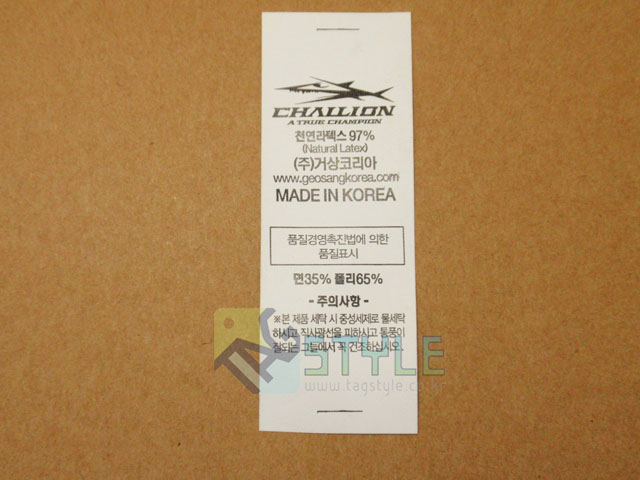 CHALLION
A TRUE CHAMPION
천연라텍스 97%
(Natural Latex)
(주)거상코리아
www.geosangkorea.com
MADE IN KOREA
품질경영촉진법에 의한
품질표시
면35% 폴리65%
- 주의사항 -
※본 제품 세탁 시 중성세제로 물세탁
하시고 직사광선을 피하시고 통풍이
잘되는 그늘에서 꼭 건조하십시오.
TAG STYLE
www.tagstyle.co.kr